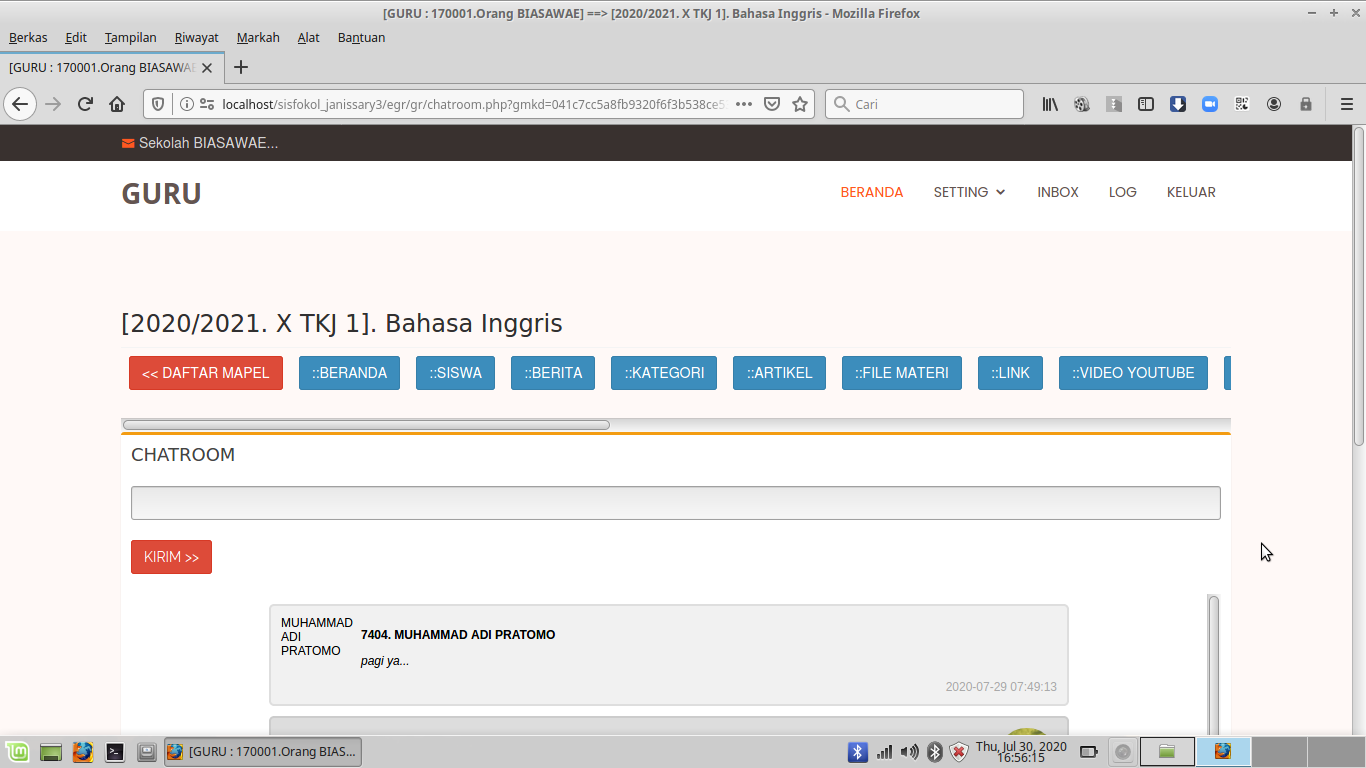 [GURU : 170001.Orang BIASAWAE] ==> [2020/2021. X TKJ 1]. Bahasa Inggris - Mozilla Firefox
Berkas Edit Tampilan Riwayat Markah Alat Bantuan
[GURU : 170001.Orang BIASAWAE
localhost/sisfokol_janissary3/egr/gr/chatroom.php?gmkd=041c7cc5a8fb9320f6f3b538ce5 Cari
Sekolah BIASAWAE...
GURU BERANDA SETTING INBOX LOG KELUAR
[2020/2021. X TKJ 1]. Bahasa Inggris
<< DAFTAR MAPEL ::BERANDA ::SISWA ::BERITA ::KATEGORI ::ARTIKEL ::FILE MATERI ::LINK ::VIDEO YOUTUBE
CHATROOM
KIRIM >>
MUHAMMAD
ADI
PRATOMO
7404. MUHAMMAD ADI PRATOMO
pagi ya...
2020-07-29 07:49:13
[GURU : 170001.Orang BIAS...
Thu, Jul 30, 2020
16:56:15